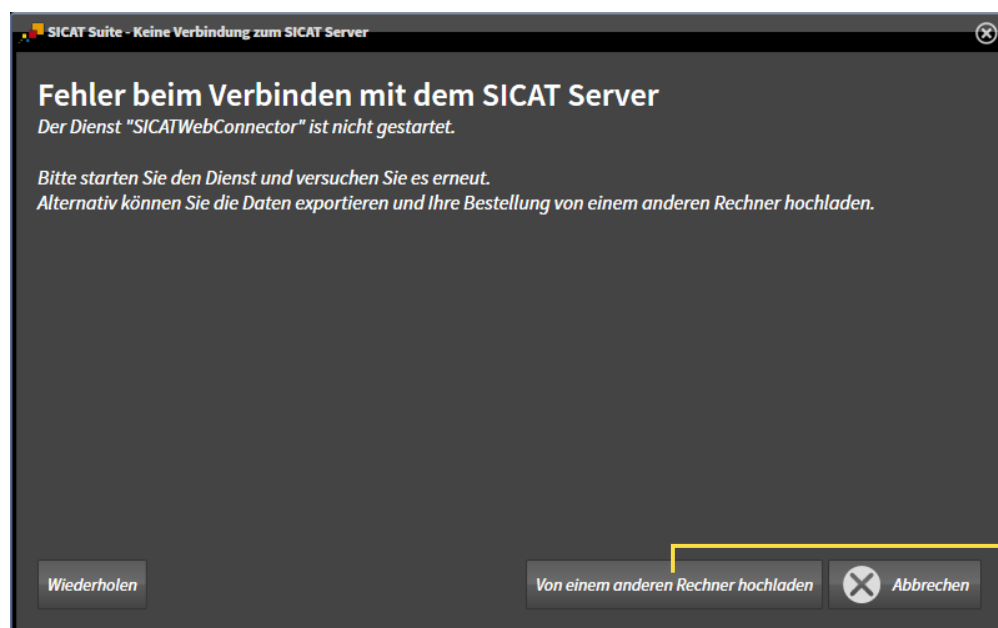 SICAT Suite - Keine Verbindung zum SICAT Server
Fehler beim Verbinden mit dem SICAT Server
Der Dienst "SICATWebConnector" ist nicht gestartet.
Bitte starten Sie den Dienst und versuchen Sie es erneut.
Alternativ können Sie die Daten exportieren und Ihre Bestellung von einem anderen Rechner hochladen.
Wiederholen
Von einem anderen Rechner hochladen
Abbrechen